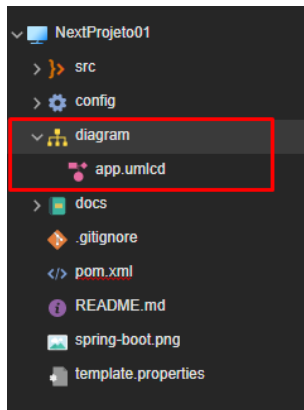 NextProjeto01
src
config
diagram
app.umlcd
docs
.gitignore
pom.xml
README.md
spring-boot.png
template.properties